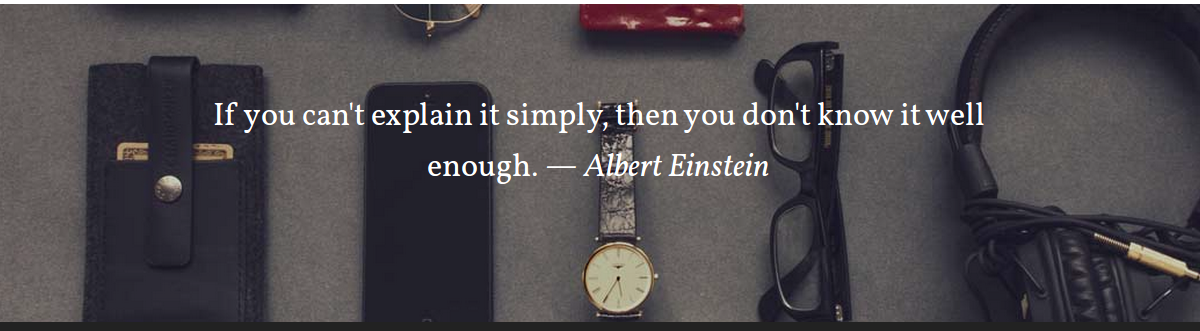 If you can't explain it simply, then you don't know it well
enough. — Albert Einstein